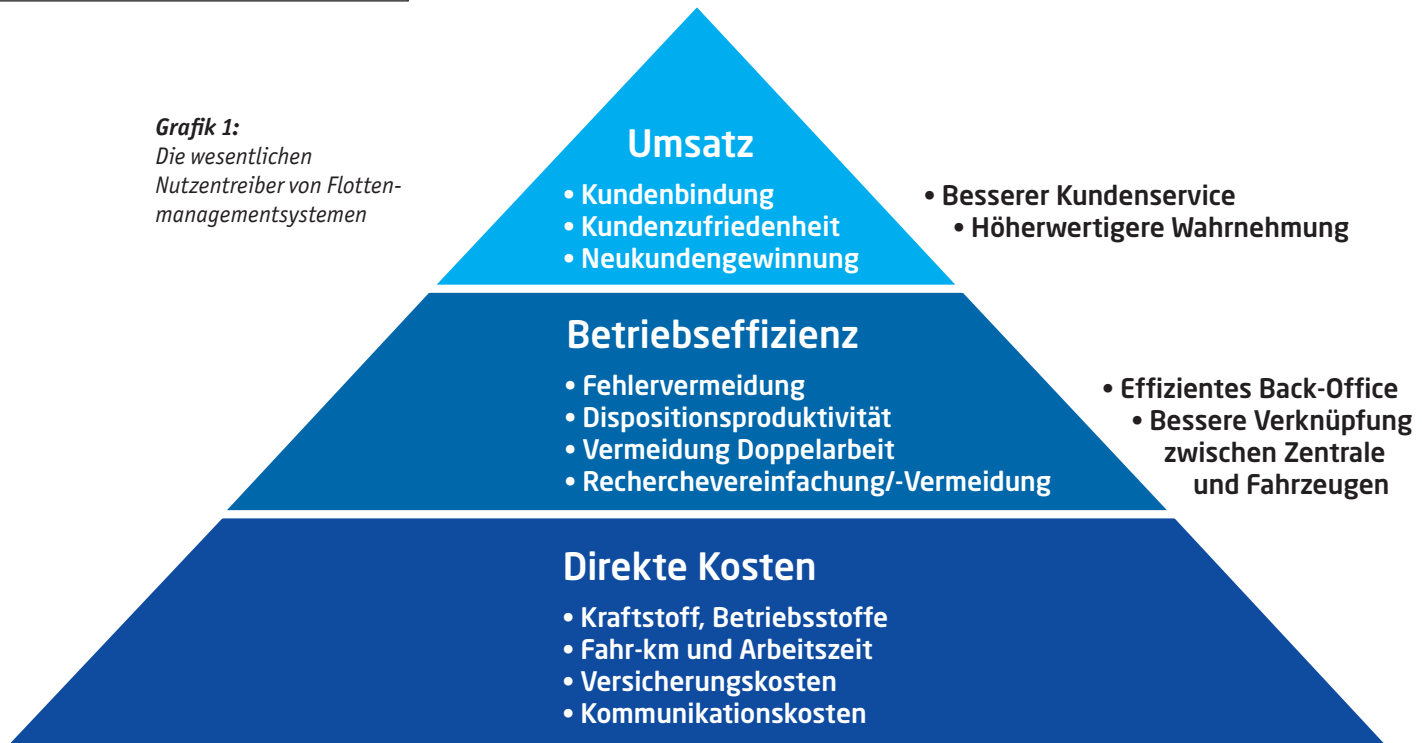 Grafik 1:
Die wesentlichen
Nutzentreiber von Flotten-
managementsystemen
Umsatz
• Kundenbindung
• Kundenzufriedenheit
• Neukundengewinnung
• Besserer Kundenservice
• Höherwertigere Wahrnehmung
Betriebseffizienz
• Fehlervermeidung
• Dispositionsproduktivität
• Vermeidung Doppelarbeit
• Recherchevereinfachung/-Vermeidung
• Effizientes Back-Office
• Bessere Verknüpfung
zwischen Zentrale
und Fahrzeugen
Direkte Kosten
• Kraftstoff, Betriebsstoffe
• Fahr-km und Arbeitszeit
• Versicherungskosten
• Kommunikationskosten